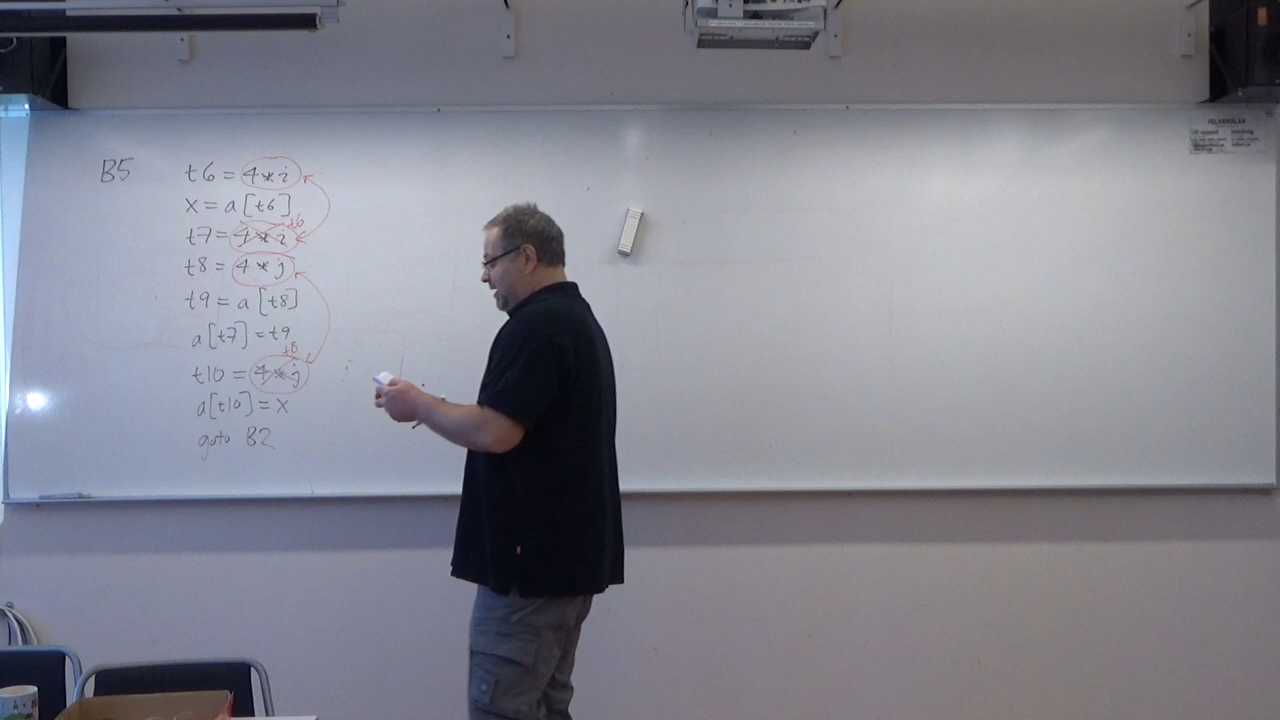 B5 t6 = 4*i
x = a[t6]
t6
t7 = 4*i
t8 = 4*j
t9 = a[t8]
a[t7] = t9
t8
t10 = 4*j
a[t10] = x
goto B2
FELANMÄLAN